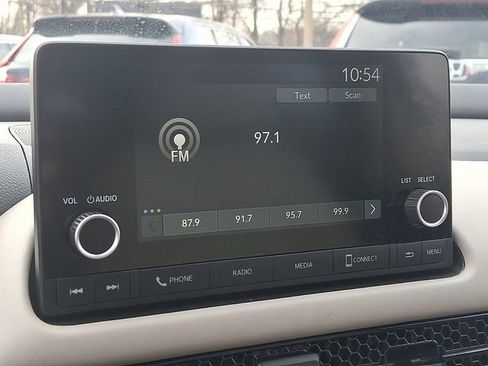 10:54
Text Scan
97.1
FM
LIST SELECT
VOL AUDIO
87.9 91.7 95.7 99.9
PHONE RADIO MEDIA CONNECT MENU